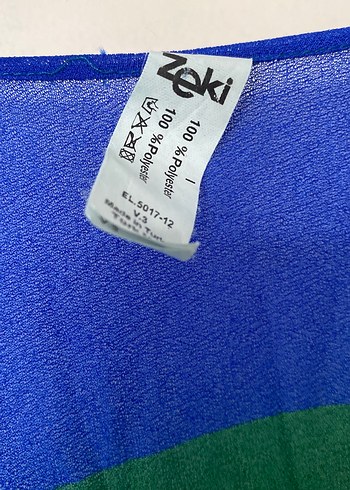 Zeki
I
100 %Polyester
100 %Polyester
EL.5017-12
V.3
Made in Tur.